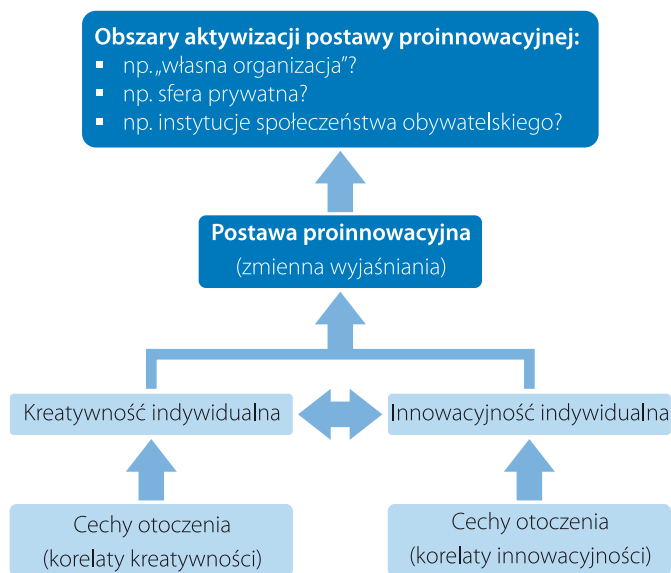 Obszary aktywizacji postawy proinnowacyjnej:
▪ np. „własna organizacja”?
▪ np. sfera prywatna?
▪ np. instytucje społeczeństwa obywatelskiego?
Postawa proinnowacyjna
(zmienna wyjaśniania)
Kreatywność indywidualna
Innowacyjność indywidualna
Cechy otoczenia
(korelaty kreatywności)
Cechy otoczenia
(korelaty innowacyjności)